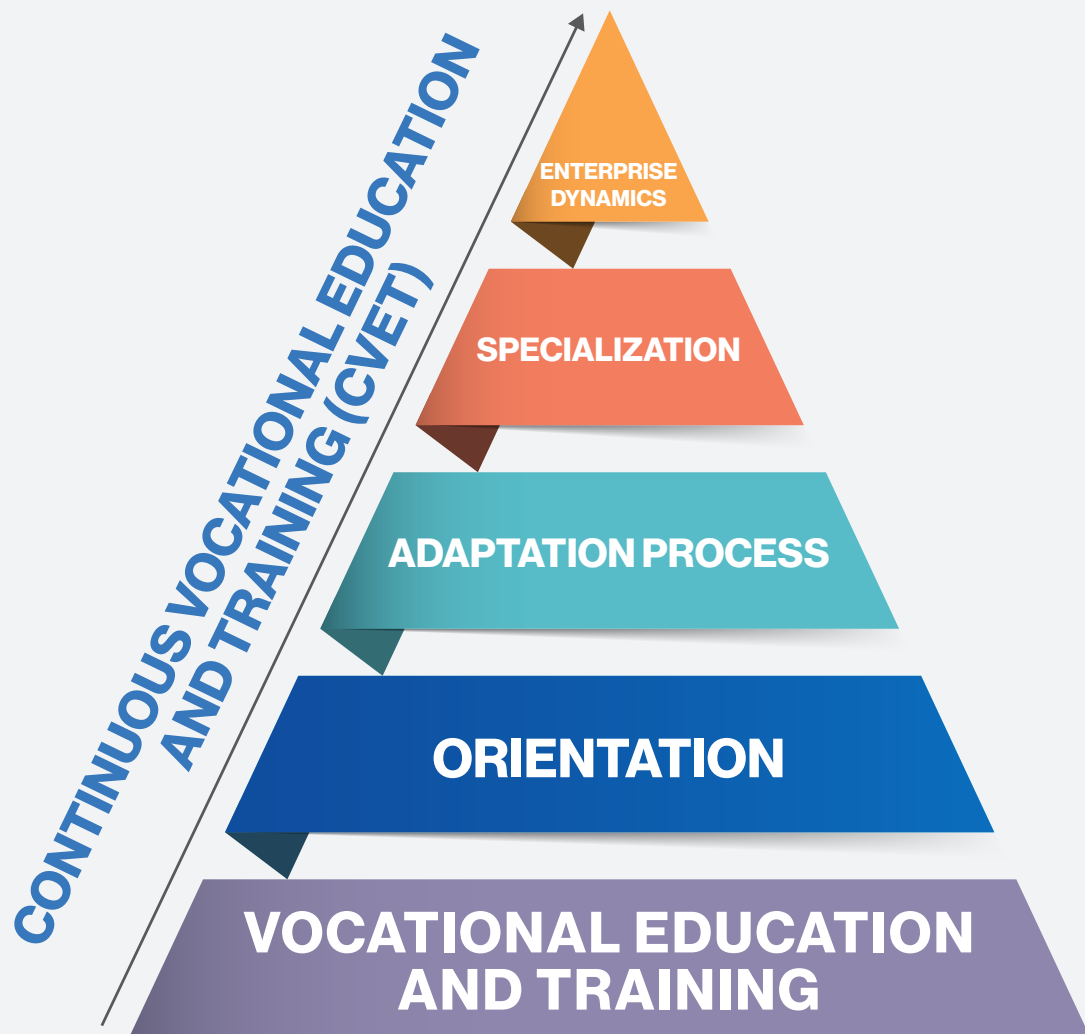 CONTINUOUS VOCATIONAL EDUCATION
AND TRAINING (CVET)
ENTERPRISE
DYNAMICS
SPECIALIZATION
ADAPTATION PROCESS
ORIENTATION
VOCATIONAL EDUCATION
AND TRAINING